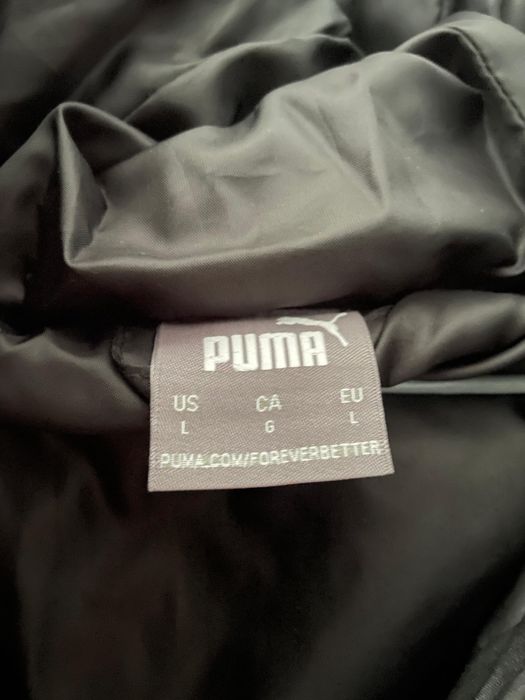 PUMA
US CA EU
L G L
PUMA.COM/FOREVERBETTER